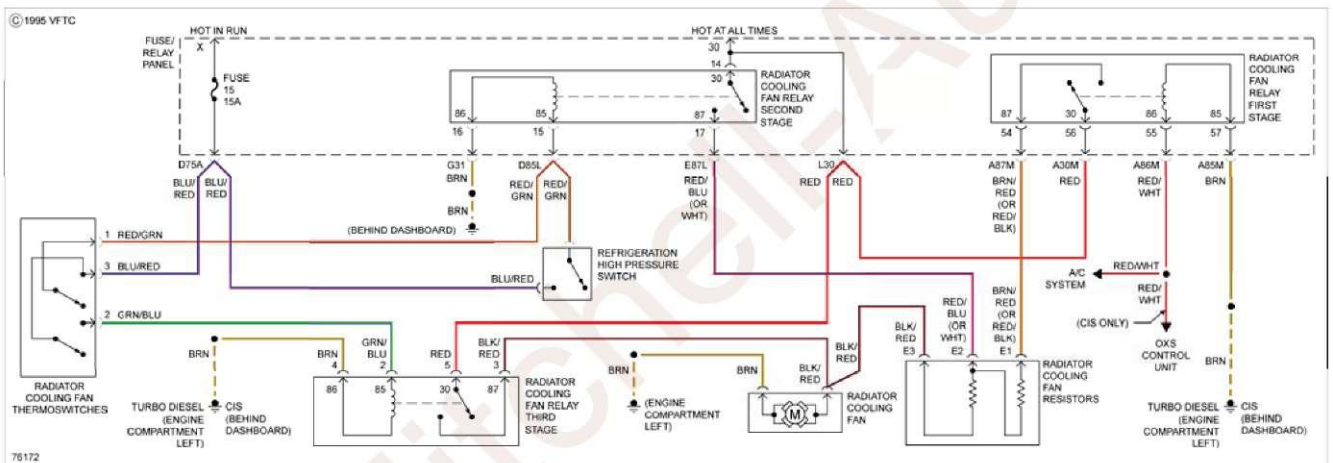 © 1995 VFTC
HOT IN RUN
HOT AT ALL TIMES
FUSE/
RELAY
PANEL
X
FUSE
15
15A
30
14
30
RADIATOR
COOLING
FAN RELAY
SECOND
STAGE
86
85
87
16
15
17
RADIATOR
COOLING
FAN
RELAY
FIRST
STAGE
87
30
86
85
54
56
55
57
D75A
G31
D85L
E87L
L30
A87M
A30M
A86M
A85M
BLU/
RED
BLU/
RED
BRN
BRN
(BEHIND DASHBOARD)
RED/
GRN
RED/
GRN
RED/
BLU
(OR
WHT)
RED
RED
BRN/
RED
(OR
RED/
BLK)
RED
RED/
WHT
BRN
1 RED/GRN
3 BLU/RED
2 GRN/BLU
RADIATOR
COOLING FAN
THERMOSWITCHES
BLU/RED
REFRIGERATION
HIGH PRESSURE
SWITCH
A/C
SYSTEM
RED/WHT
RED/
WHT
(CIS ONLY)
OXS
CONTROL
UNIT
BRN
TURBO DIESEL
(ENGINE
COMPARTMENT
LEFT)
CIS
(BEHIND
DASHBOARD)
BRN
4
GRN/
BLU
2
RED
5
BLK/
RED
3
86
85
30
87
RADIATOR
COOLING
FAN RELAY
THIRD
STAGE
BRN
(ENGINE
COMPARTMENT
LEFT)
BRN
BLK/
RED
BLK/
RED
M
RADIATOR
COOLING
FAN
BLK/
RED
E3
RED/
BLU
(OR
WHT)
E2
BRN/
RED
(OR
RED/
BLK)
E1
RADIATOR
COOLING
FAN
RESISTORS
BRN
TURBO DIESEL
(ENGINE
COMPARTMENT
LEFT)
CIS
(BEHIND
DASHBOARD)
76172